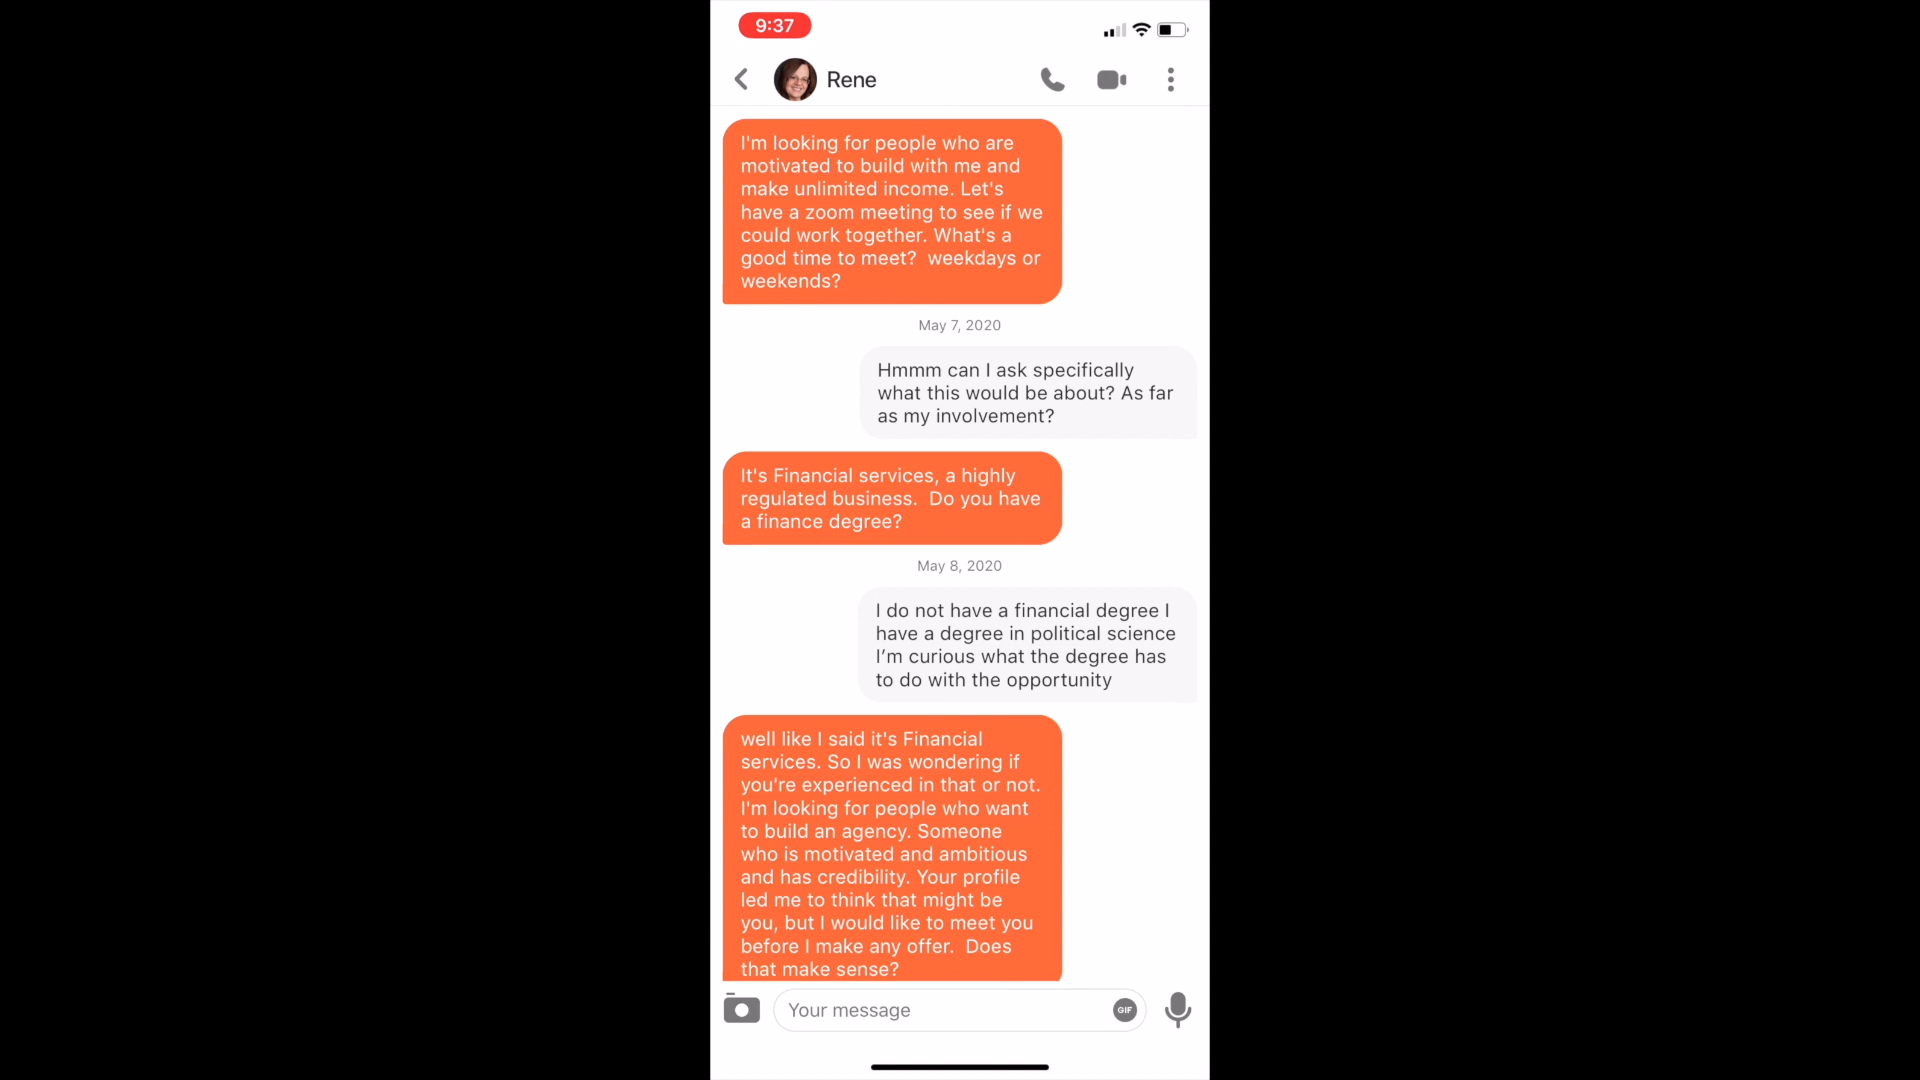 9:37
Rene
I'm looking for people who are
motivated to build with me and
make unlimited income. Let's
have a zoom meeting to see if we
could work together. What's a
good time to meet?  weekdays or
weekends?
May 7, 2020
Hmmm can I ask specifically
what this would be about? As far
as my involvement?
It's Financial services, a highly
regulated business.  Do you have
a finance degree?
May 8, 2020
I do not have a financial degree I
have a degree in political science
I’m curious what the degree has
to do with the opportunity
well like I said it's Financial
services. So I was wondering if
you're experienced in that or not.
I'm looking for people who want
to build an agency. Someone
who is motivated and ambitious
and has credibility. Your profile
led me to think that might be
you, but I would like to meet you
before I make any offer.  Does
that make sense?
Your message
GIF